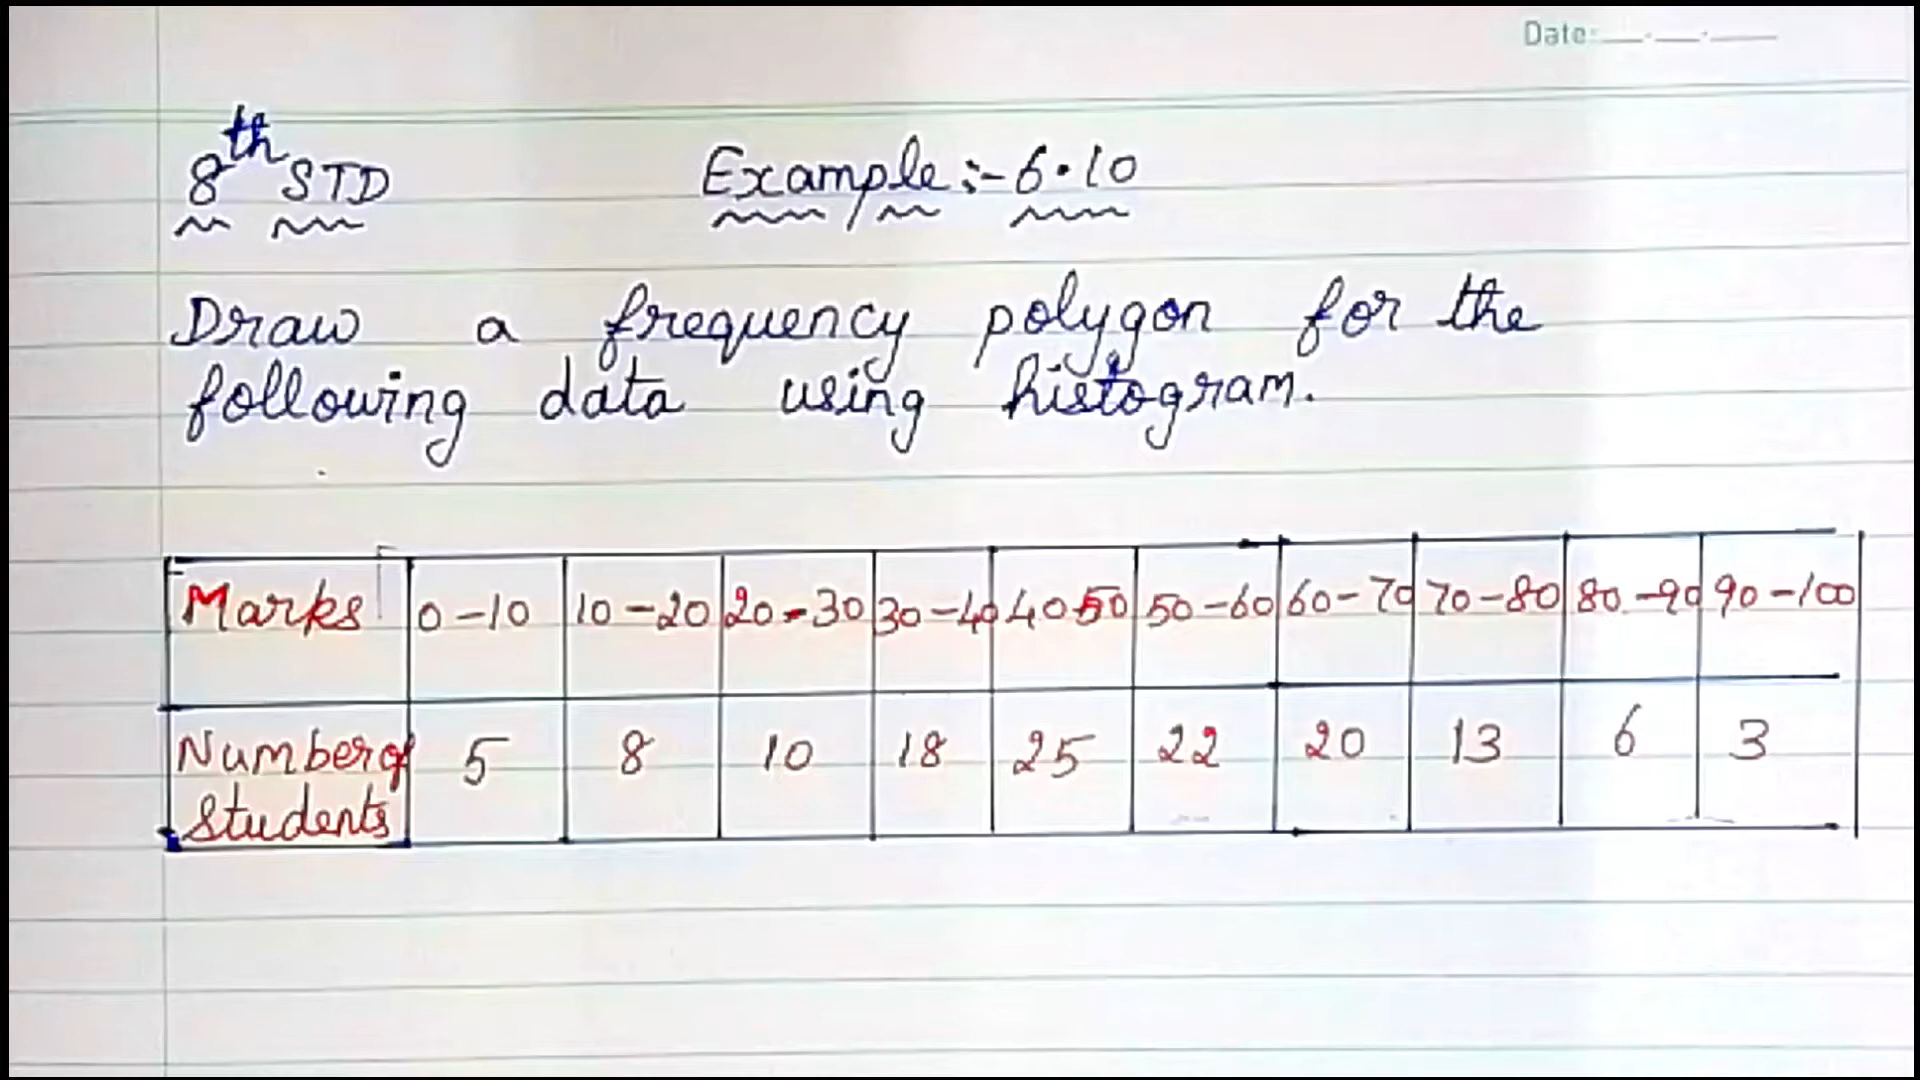 Date:
8th STD Example:- 6.10
Draw a frequency polygon for the
following data using histogram.
Marks 0-10 10-20 20-30 30-40 40 50 50-60 60-70 70-80 80-90 90-100
Number of 5 8 10 18 25 22 20 13 6 3
students